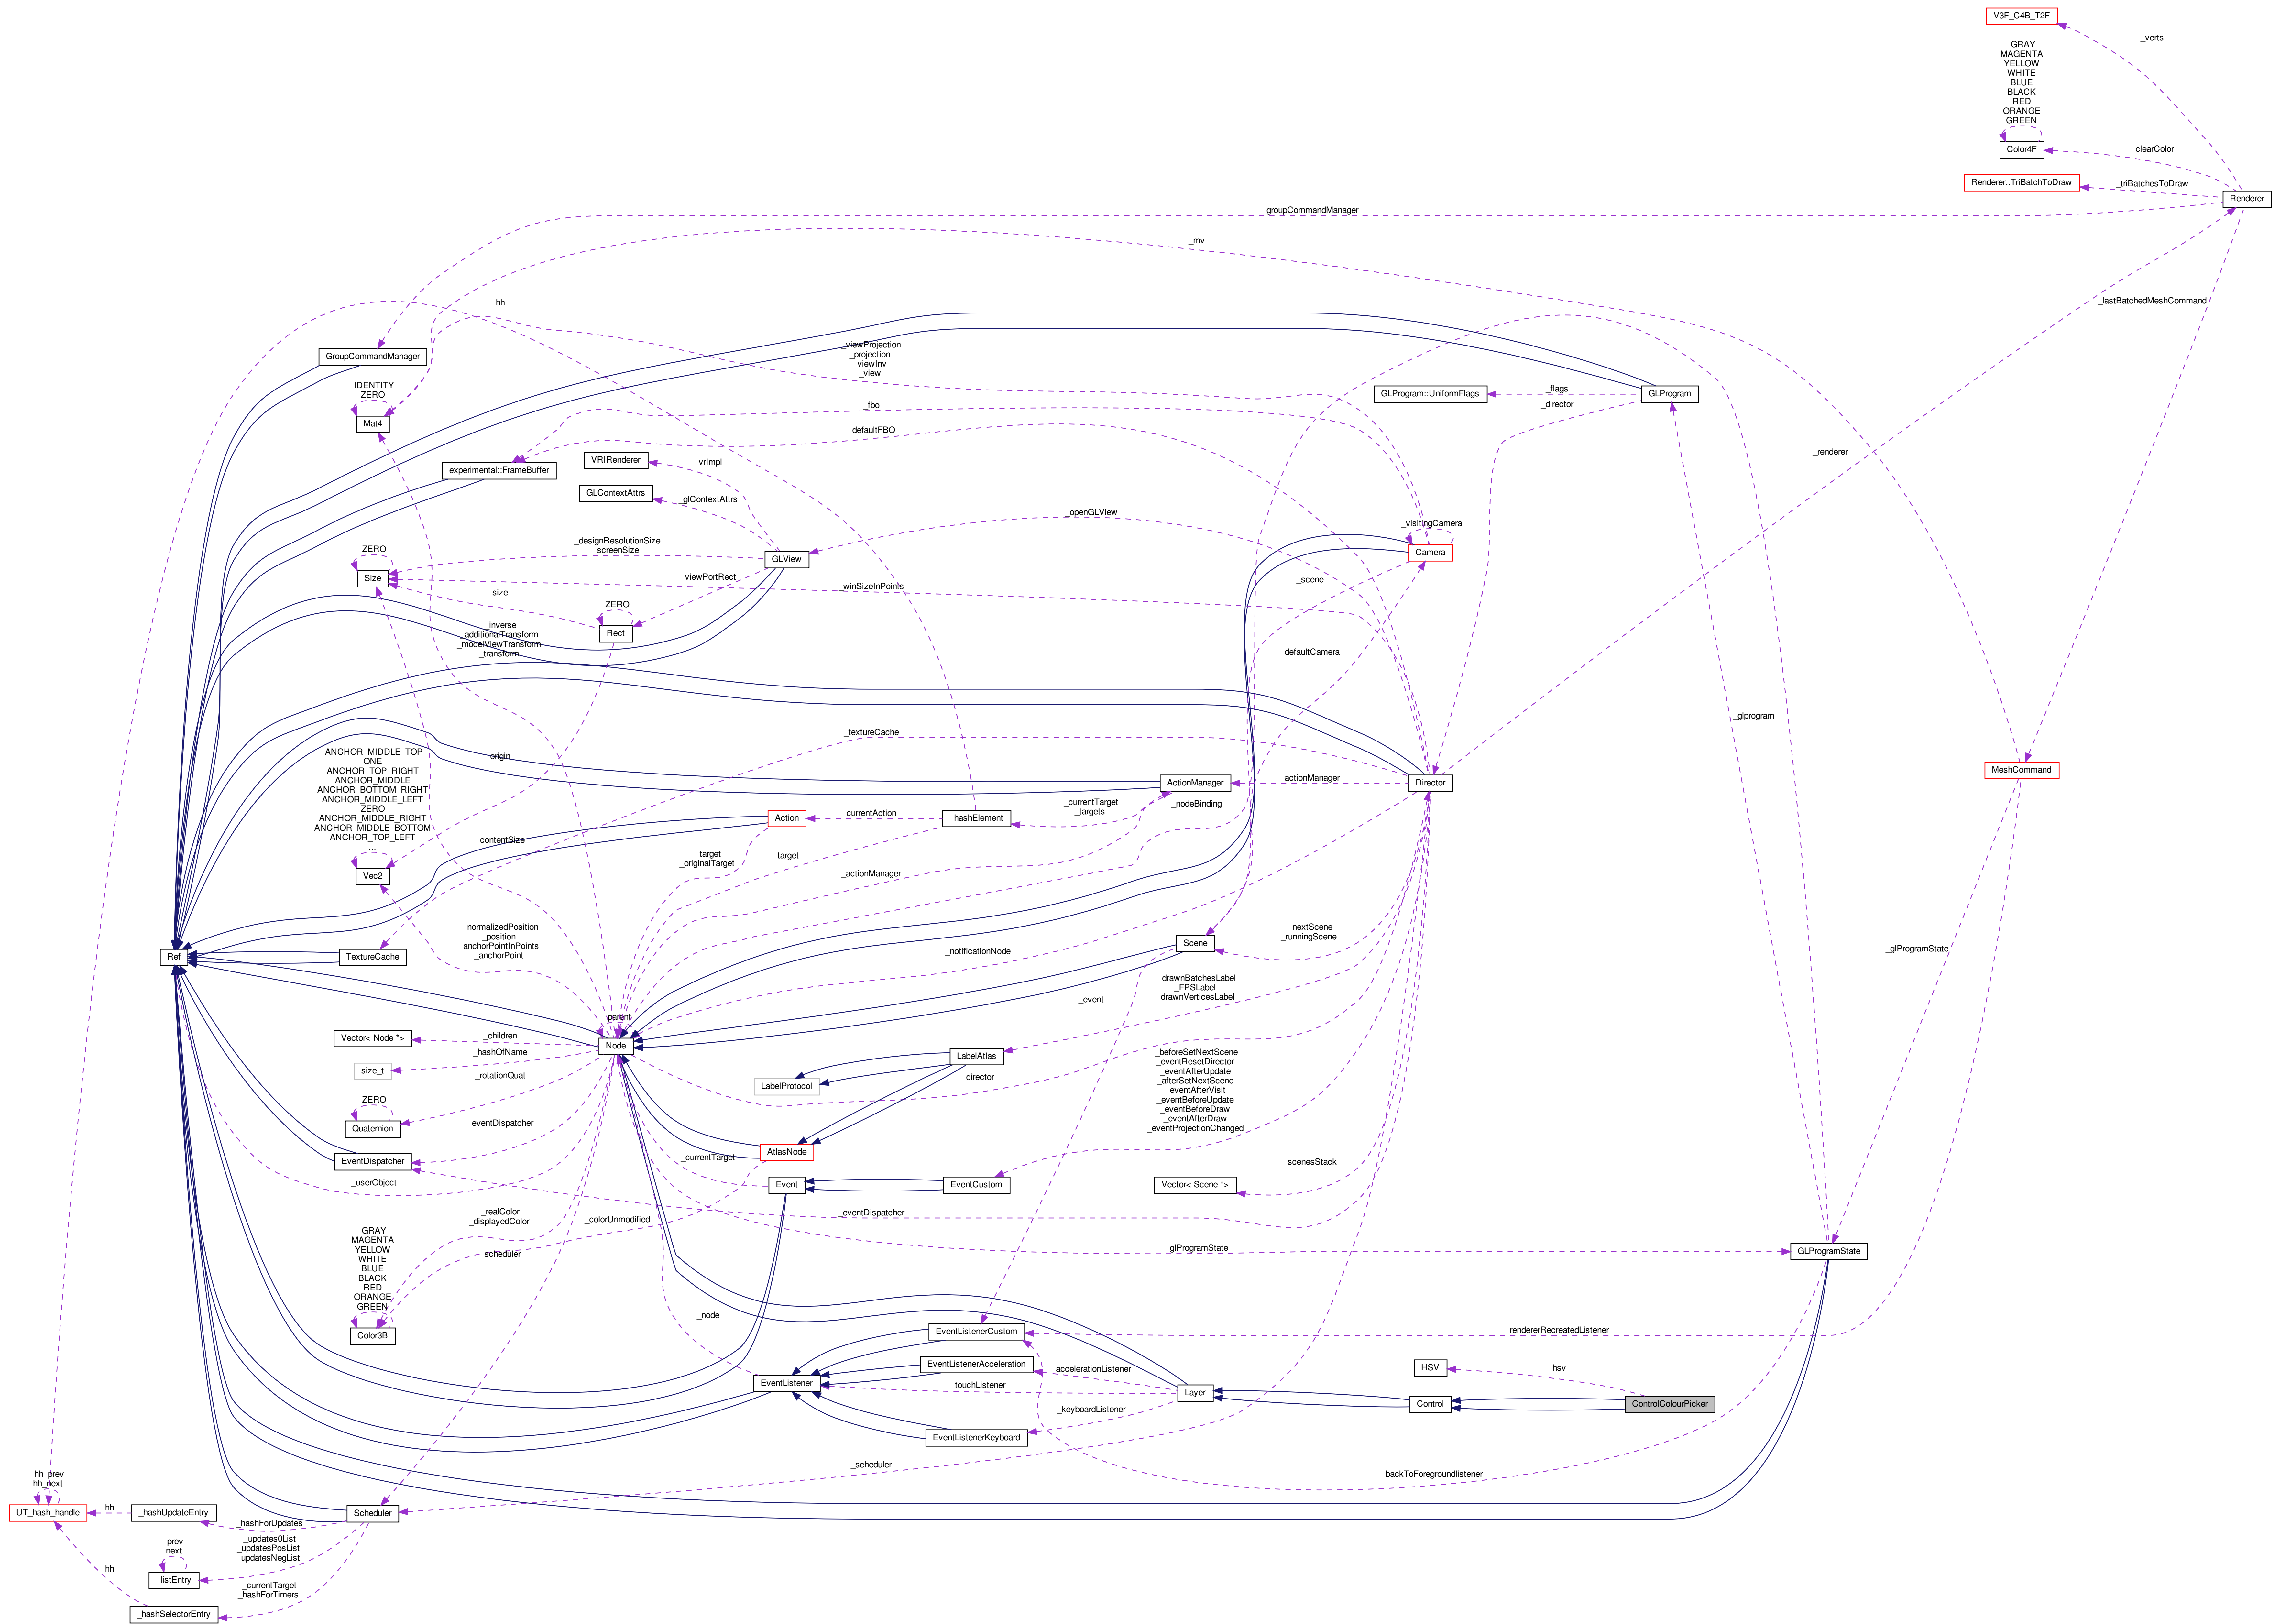 V3F_C4B_T2F
_verts
GRAY
MAGENTA
YELLOW
WHITE
BLUE
BLACK
RED
ORANGE
GREEN
Color4F
_clearColor
Renderer::TriBatchToDraw
_triBatchesToDraw
Renderer
_groupCommandManager
_mv
hh
_lastBatchedMeshCommand
GroupCommandManager
_viewProjection
_projection
_viewInv
_view
IDENTITY
ZERO
Mat4
GLProgram::UniformFlags
_flags
GLProgram
_fbo
_director
_defaultFBO
_renderer
experimental::FrameBuffer
VRIRenderer
_vrImpl
GLContextAttrs
_glContextAttrs
_openGLView
_visitingCamera
Camera
ZERO
Size
_designResolutionSize
_screenSize
GLView
_viewPortRect
_winSizeInPoints
_scene
size
ZERO
Rect
_inverse
_additionalTransform
_modelViewTransform
_transform
_defaultCamera
_glprogram
_textureCache
origin
ANCHOR_MIDDLE_TOP
ONE
ANCHOR_TOP_RIGHT
ANCHOR_MIDDLE
ANCHOR_BOTTOM_RIGHT
ANCHOR_MIDDLE_LEFT
ZERO
ANCHOR_MIDDLE_RIGHT
ANCHOR_MIDDLE_BOTTOM
ANCHOR_TOP_LEFT
...
Vec2
_contentSize
ActionManager
_actionManager
Director
MeshCommand
Action
currentAction
_hashElement
_currentTarget
_targets
_nodeBinding
_target
_originalTarget
target
_actionManager
_normalizedPosition
_position
_anchorPointInPoints
_anchorPoint
Ref
TextureCache
_notificationNode
Scene
_nextScene
_runningScene
_glProgramState
_drawnBatchesLabel
_FPSLabel
_drawnVerticesLabel
_event
_parent
Vector< Node *>
_children
Node
size_t
_hashOfName
_rotationQuat
LabelAtlas
LabelProtocol
_director
_beforeSetNextScene
_eventResetDirector
_eventAfterUpdate
_afterSetNextScene
_eventAfterVisit
_eventBeforeUpdate
_eventBeforeDraw
_eventAfterDraw
_eventProjectionChanged
ZERO
Quaternion
_eventDispatcher
EventDispatcher
AtlasNode
_currentTarget
_userObject
Event
EventCustom
Vector< Scene *>
_scenesStack
_realColor
_displayedColor
_colorUnmodified
_eventDispatcher
_scheduler
_glProgramState
GLProgramState
GRAY
MAGENTA
YELLOW
WHITE
BLUE
BLACK
RED
ORANGE
GREEN
Color3B
_node
EventListenerCustom
_rendererRecreatedListener
EventListenerAcceleration
_accelerationListener
EventListener
_touchListener
Layer
HSV
_hsv
Control
ControlColourPicker
_keyboardListener
EventListenerKeyboard
_scheduler
_backToForegroundlistener
hh_prev
hh_next
UT_hash_handle
hh
_hashUpdateEntry
Scheduler
_hashForUpdates
_updates0List
_updatesPosList
_updatesNegList
prev
next
_listEntry
hh
_currentTarget
_hashForTimers
_hashSelectorEntry